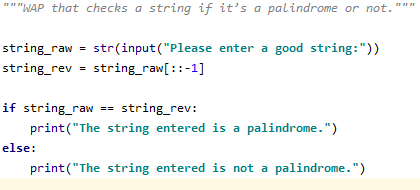 """WAP that checks a string if it’s a palindrome or not."""
string_raw = str(input("Please enter a good string:"))
string_rev = string_raw[::-1]
if string_raw == string_rev:
    print("The string entered is a palindrome.")
else:
    print("The string entered is not a palindrome.")